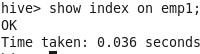 hive> show index on emp1;
OK
Time taken: 0.036 seconds